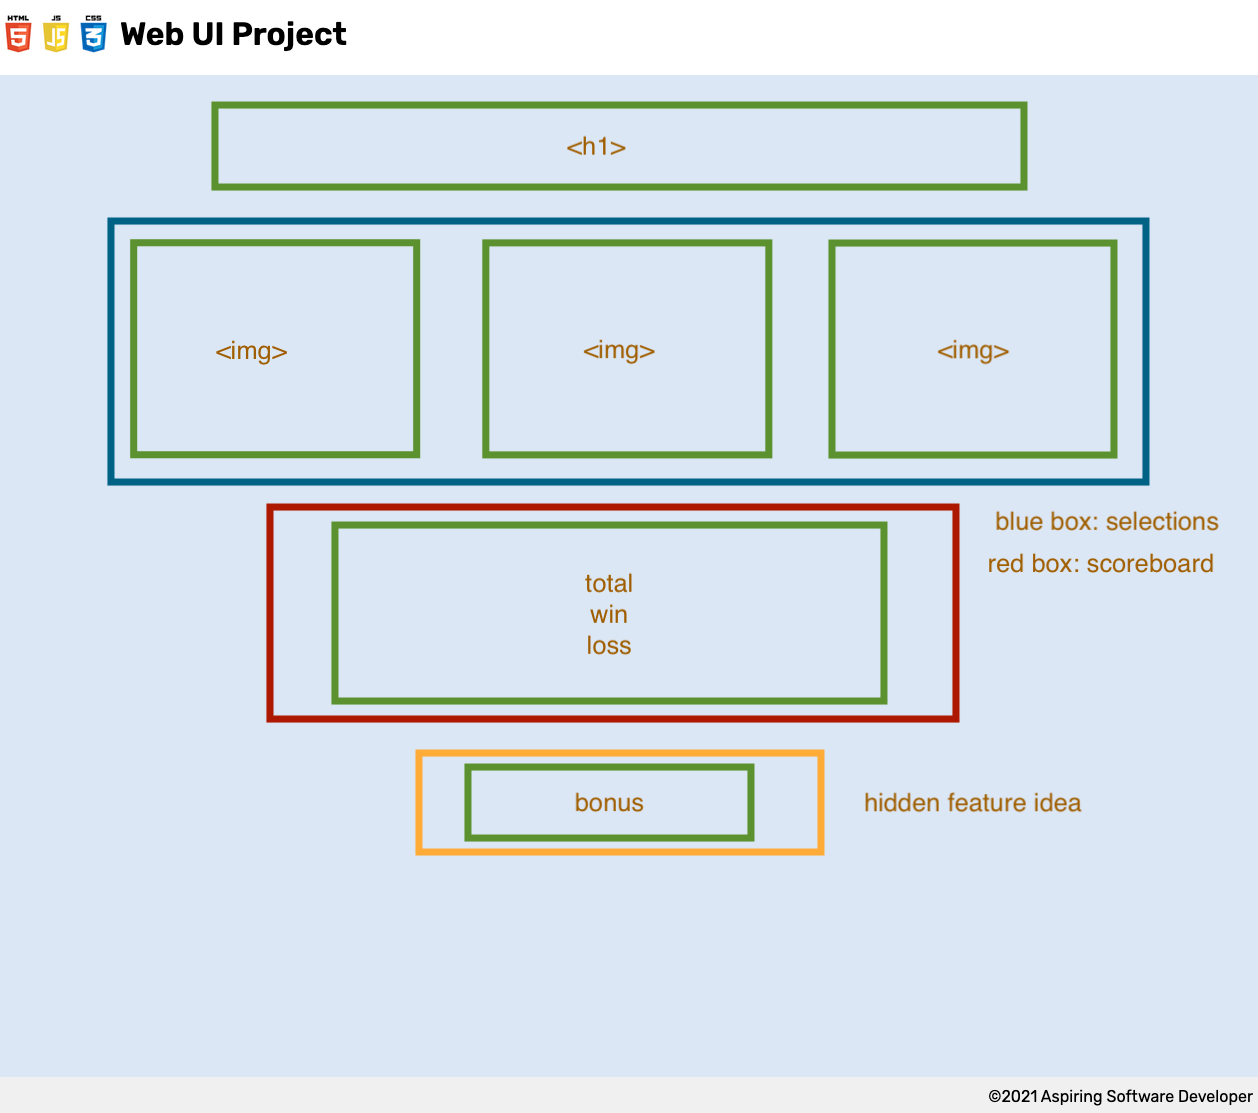 HTML JS CSS
5 JS 3 Web UI Project
<h1>
<img> <img> <img>
blue box: selections
red box: scoreboard
total
win
loss
bonus
hidden feature idea
©2021 Aspiring Software Developer